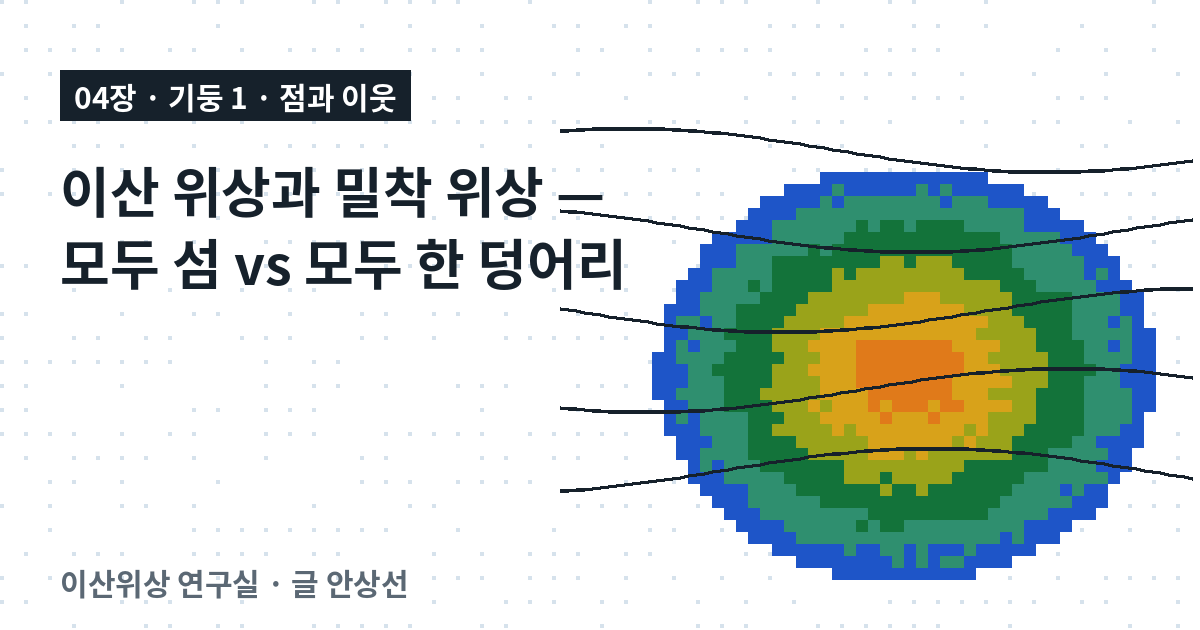 04장 · 기둥 1 · 점과 이웃
이산 위상과 밀착 위상 —
모두 섬 vs 모두 한 덩어리
이산위상 연구실 · 글 안상선